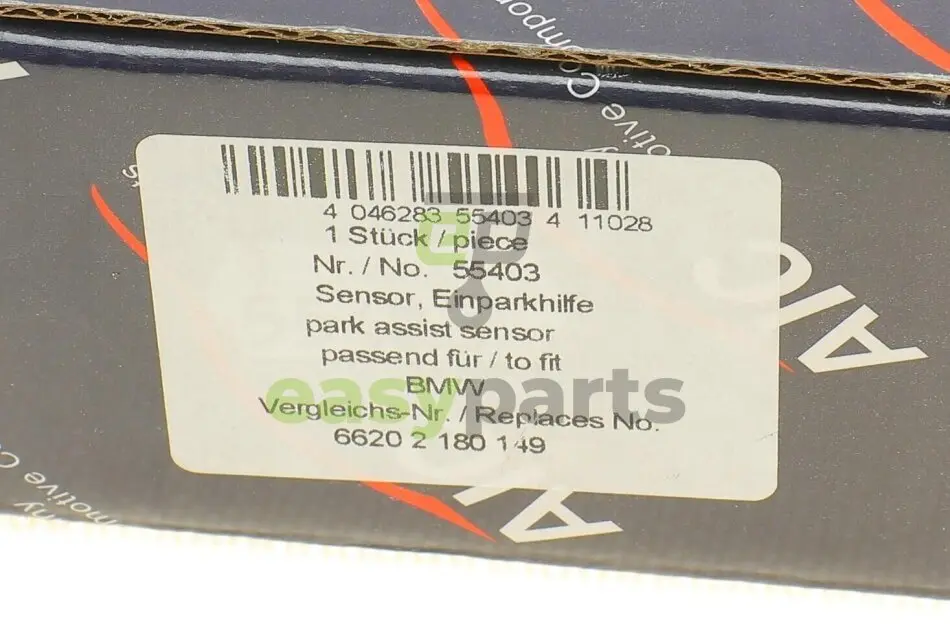 4 046283 55403 4 11028
1 Stück / piece
Nr. / No. 55403
Sensor, Einparkhilfe
park assist sensor
passend für / to fit
BMW
easyparts
Vergleichs-Nr. / Replaces No.
6620 2 180 149
AIC